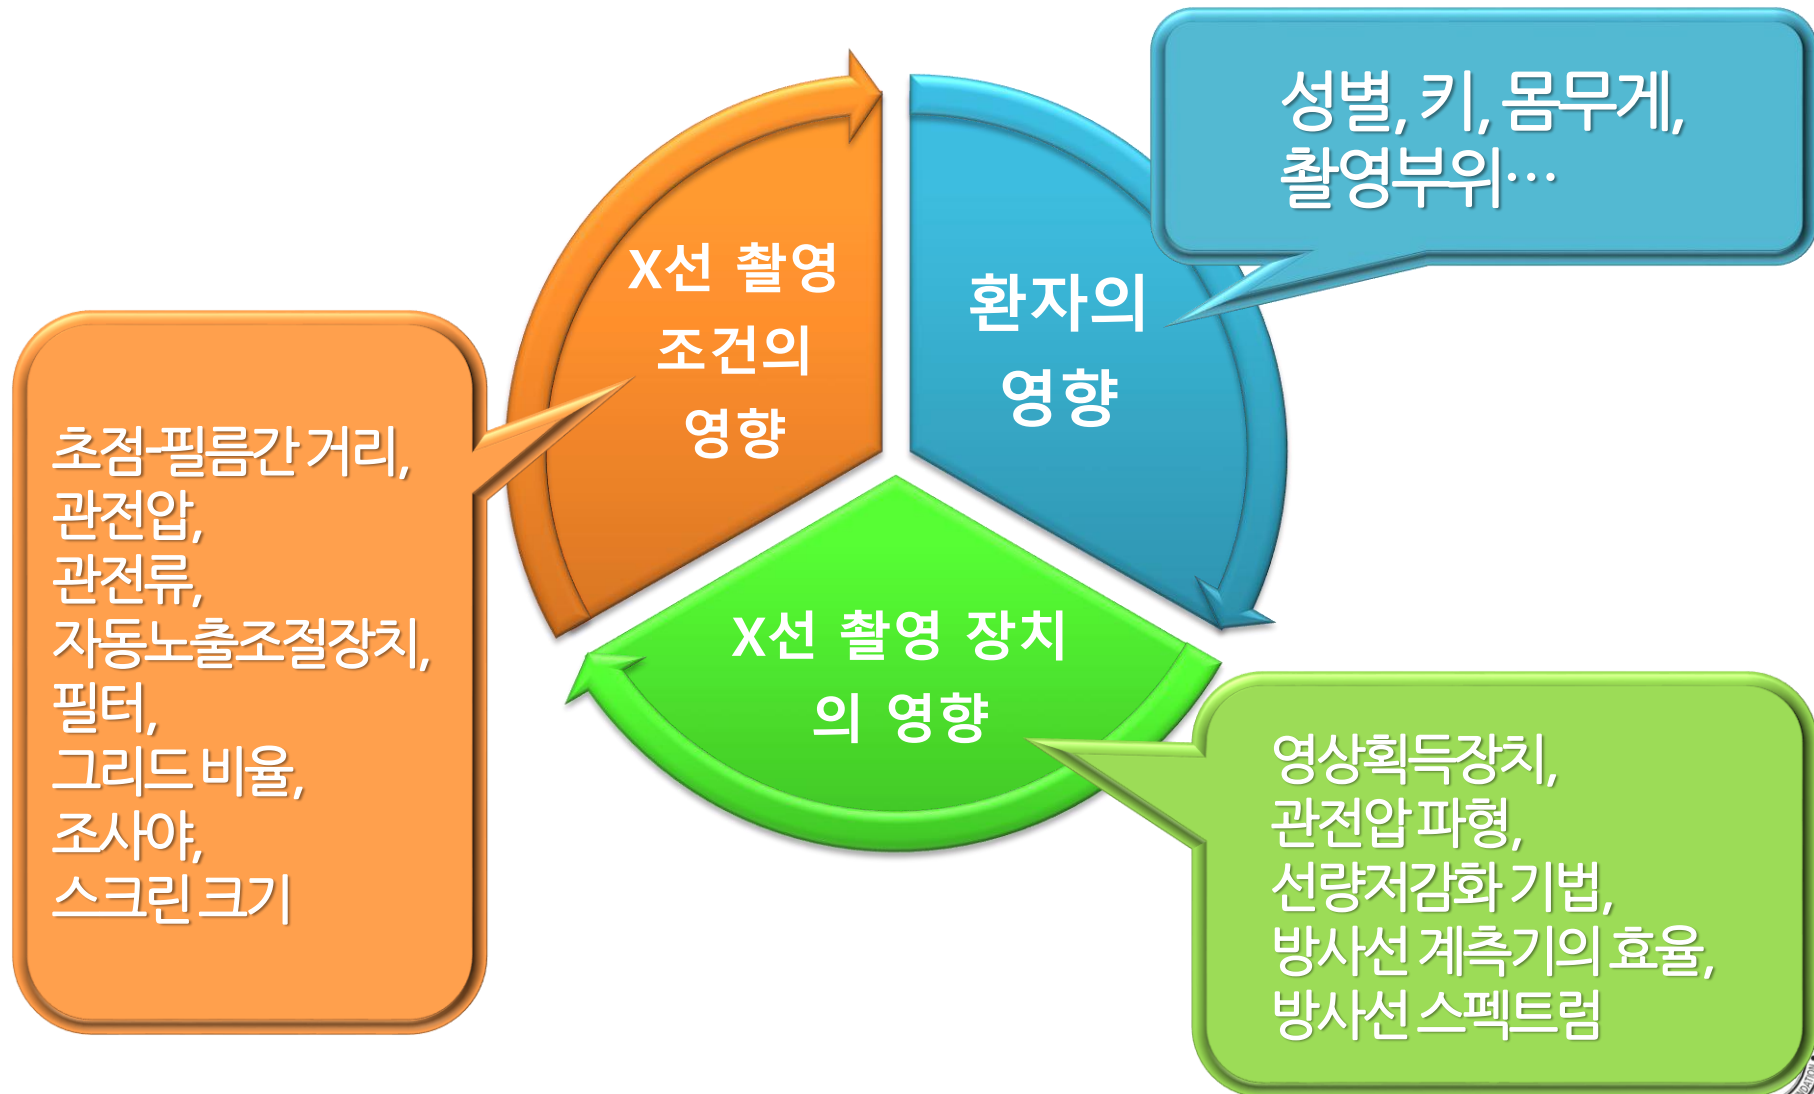 성별, 키, 몸무게,
촬영부위…
환자의
영향
X선 촬영
조건의
영향
초점-필름간 거리,
관전압,
관전류,
자동노출조절장치,
필터,
그리드 비율,
조사야,
스크린 크기
X선 촬영 장치
의 영향
영상획득장치,
관전압 파형,
선량저감화 기법,
방사선 계측기의 효율,
방사선 스펙트럼